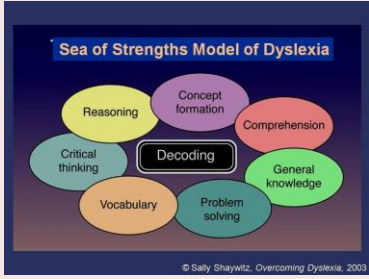 Sea of Strengths Model of Dyslexia
Concept
formation
Reasoning
Comprehension
Critical
thinking
Decoding
General
knowledge
Vocabulary
Problem
solving
© Sally Shaywitz, Overcoming Dyslexia, 2003